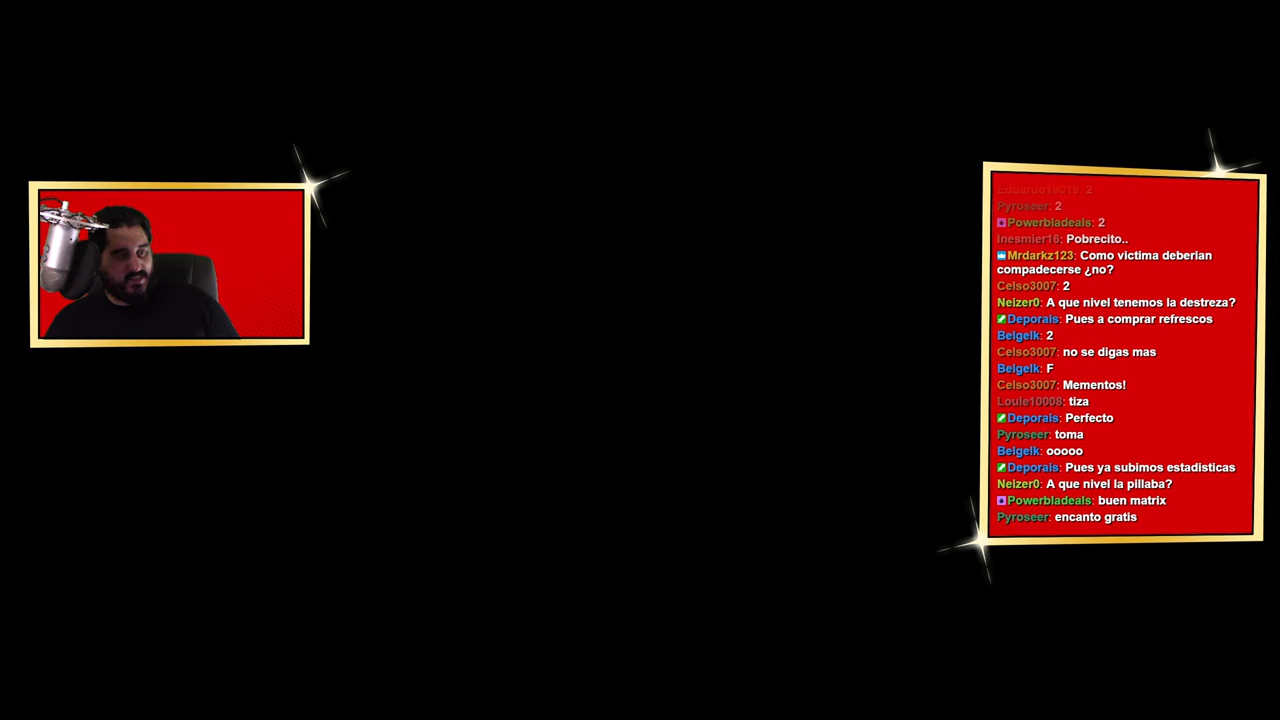 Eduardo19019: 2
Pyroseer: 2
Powerbladeals: 2
Inesmier16: Pobrecito..
Mrdarkz123: Como victima deberian
compadecerse ¿no?
Celso3007: 2
Neizer0: A que nivel tenemos la destreza?
Deporais: Pues a comprar refrescos
Belgelk: 2
Celso3007: no se digas mas
Belgelk: F
Celso3007: Mementos!
Louie10008: tiza
Deporais: Perfecto
Pyroseer: toma
Belgelk: ooooo
Deporais: Pues ya subimos estadisticas
Neizer0: A que nivel la pillaba?
Powerbladeals: buen matrix
Pyroseer: encanto gratis